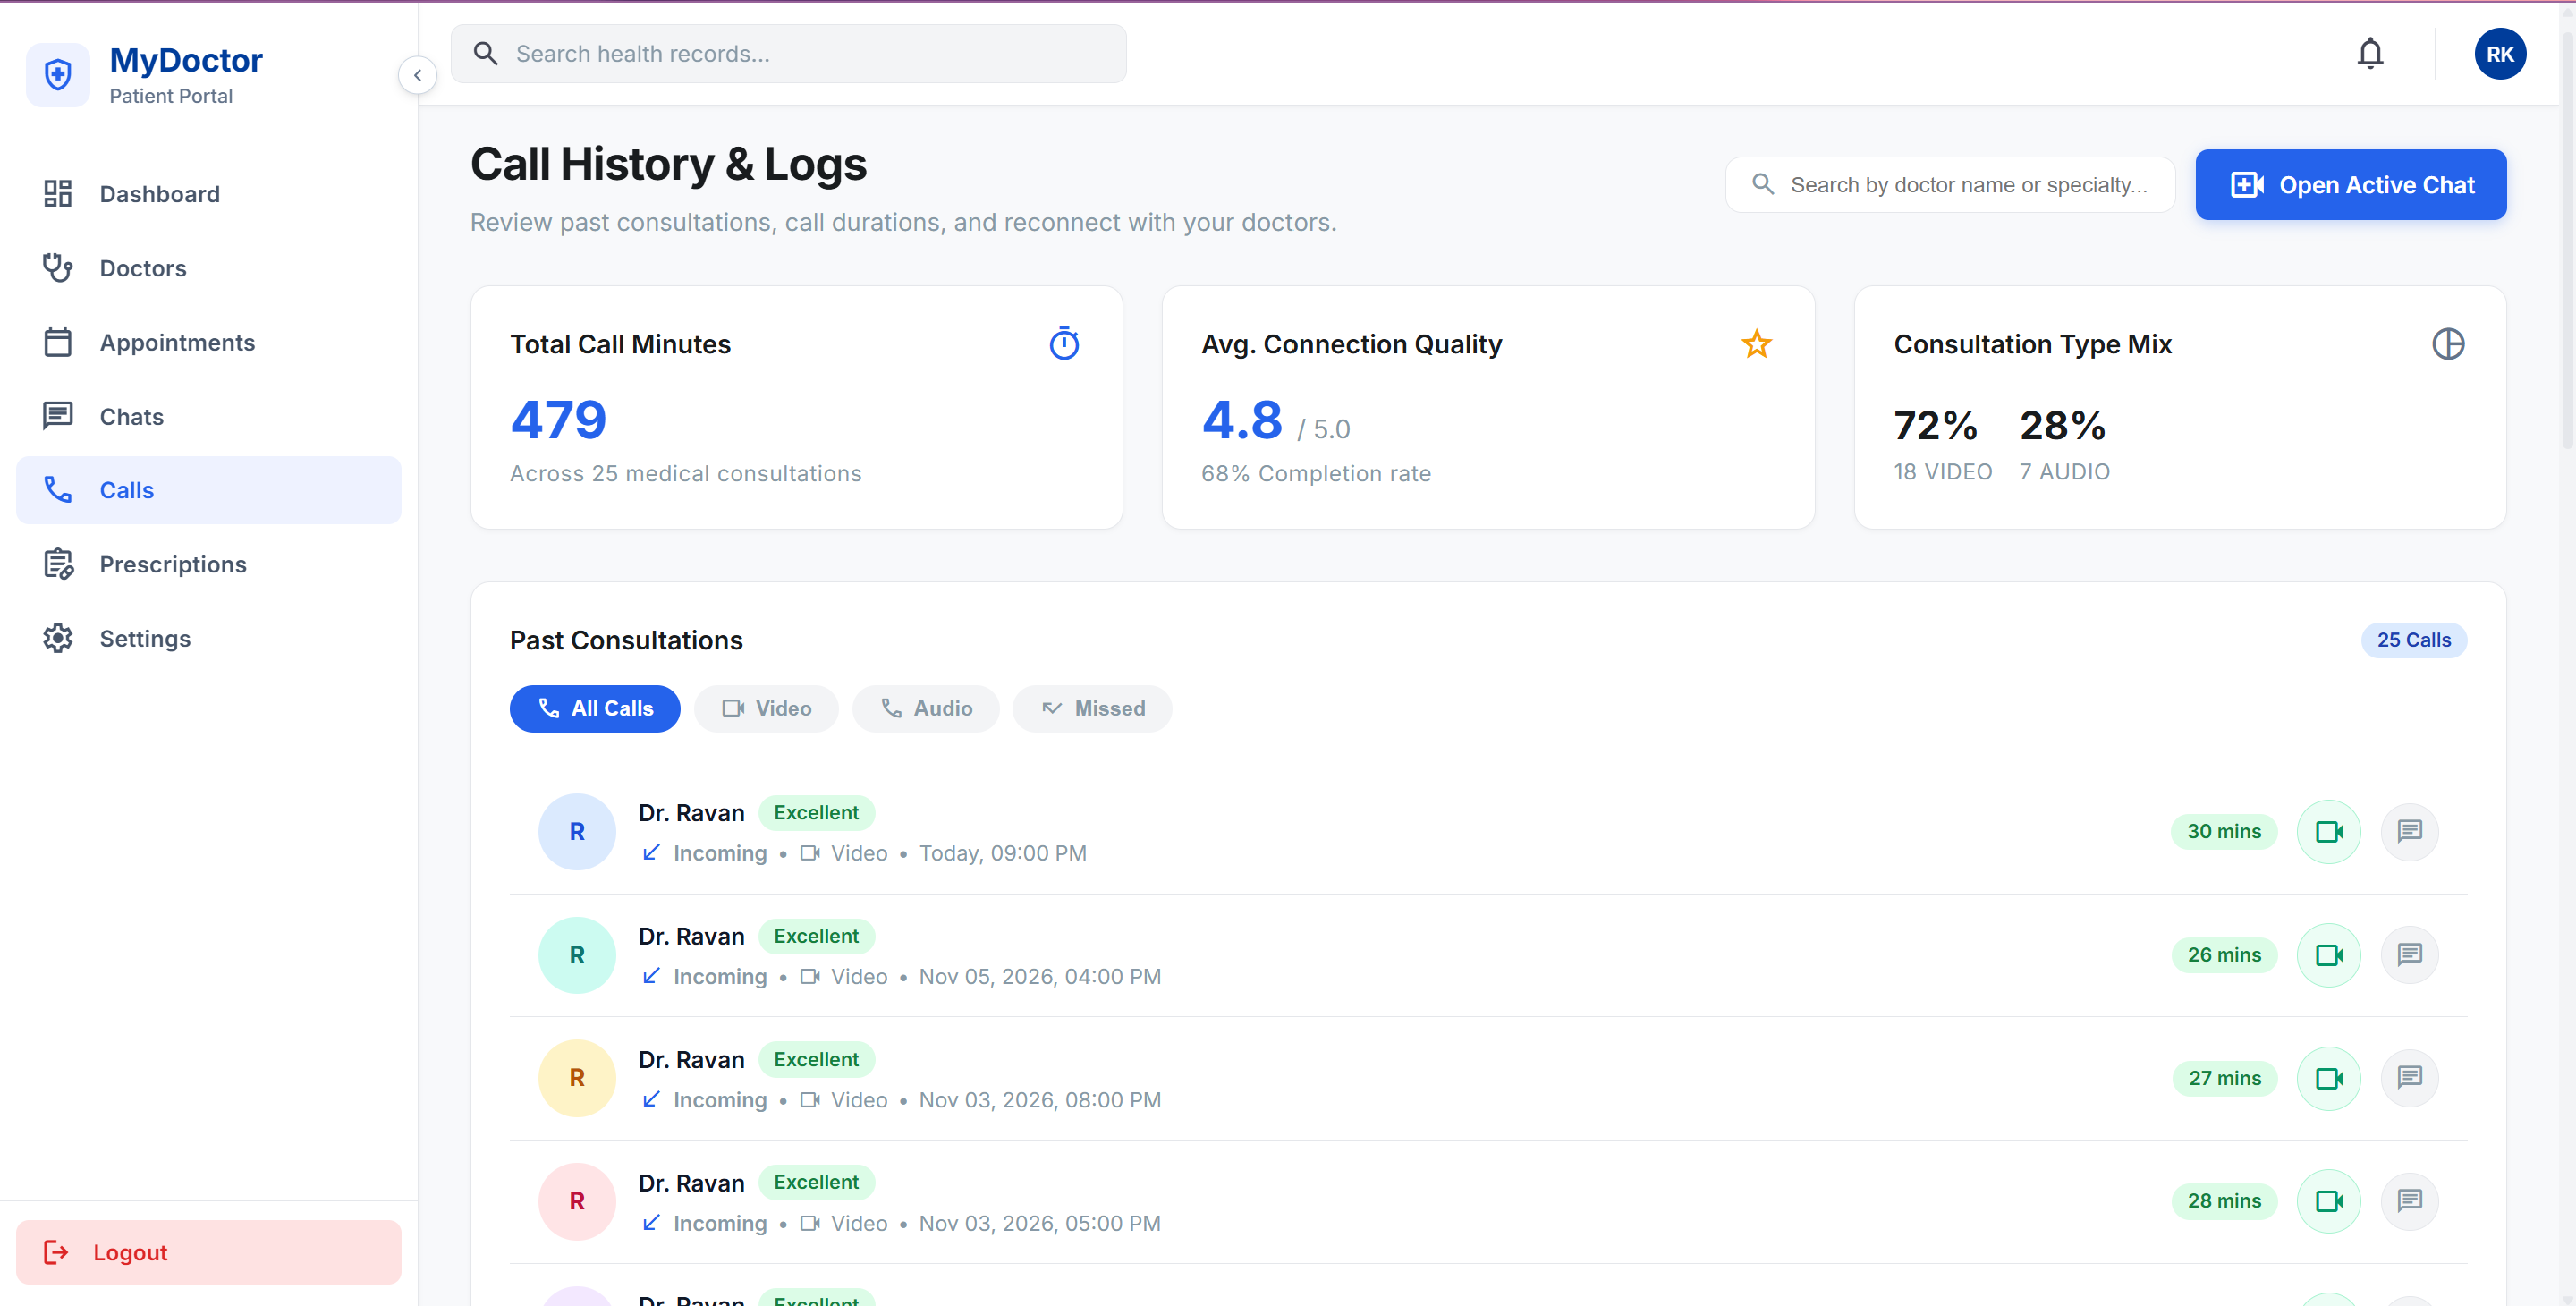 MyDoctor
Patient Portal
Dashboard
Doctors
Appointments
Chats
Calls
Prescriptions
Settings
Logout
Search health records...
RK
Call History & Logs
Review past consultations, call durations, and reconnect with your doctors.
Search by doctor name or specialty...
Open Active Chat
Total Call Minutes
479
Across 25 medical consultations
Avg. Connection Quality
4.8 / 5.0
68% Completion rate
Consultation Type Mix
72% 28%
18 VIDEO 7 AUDIO
Past Consultations
25 Calls
All Calls Video Audio Missed
R
Dr. Ravan Excellent
Incoming • Video • Today, 09:00 PM
30 mins
R
Dr. Ravan Excellent
Incoming • Video • Nov 05, 2026, 04:00 PM
26 mins
R
Dr. Ravan Excellent
Incoming • Video • Nov 03, 2026, 08:00 PM
27 mins
R
Dr. Ravan Excellent
Incoming • Video • Nov 03, 2026, 05:00 PM
28 mins
Dr. Ravan Excellent